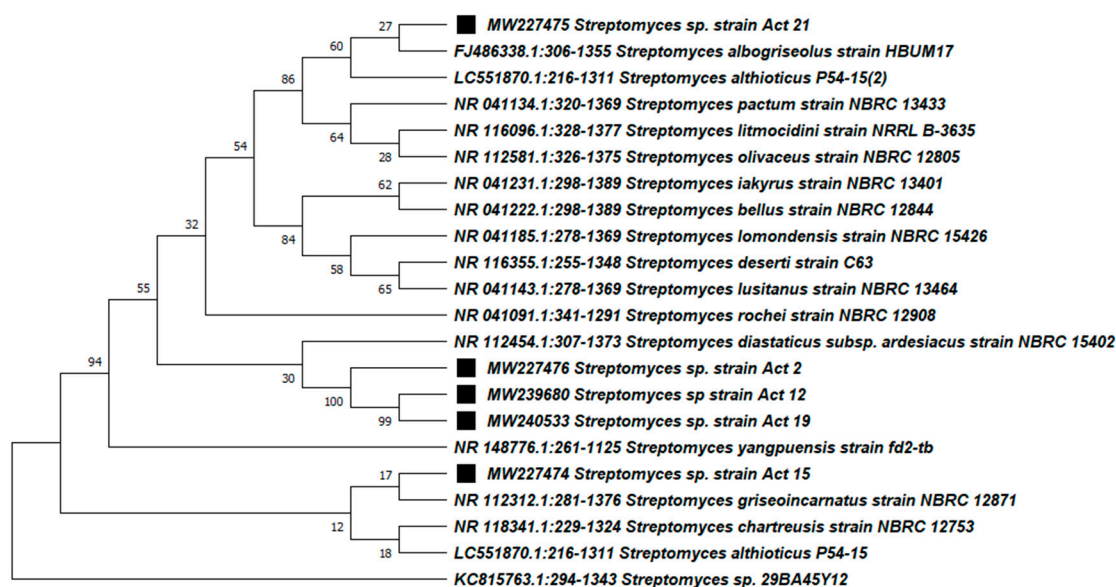 27
MW227475 Streptomyces sp. strain Act 21
60
FJ486338.1:306-1355 Streptomyces albogriseolus strain HBUM17
86
LC551870.1:216-1311 Streptomyces althioticus P54-15(2)
NR 041134.1:320-1369 Streptomyces pactum strain NBRC 13433
64
NR 116096.1:328-1377 Streptomyces litmocidini strain NRRL B-3635
54
28
NR 112581.1:326-1375 Streptomyces olivaceus strain NBRC 12805
62
NR 041231.1:298-1389 Streptomyces iakyrus strain NBRC 13401
NR 041222.1:298-1389 Streptomyces bellus strain NBRC 12844
32
84
NR 041185.1:278-1369 Streptomyces lomondensis strain NBRC 15426
58
NR 116355.1:255-1348 Streptomyces deserti strain C63
65
NR 041143.1:278-1369 Streptomyces lusitanus strain NBRC 13464
55
NR 041091.1:341-1291 Streptomyces rochei strain NBRC 12908
NR 112454.1:307-1373 Streptomyces diastaticus subsp. ardesiacus strain NBRC 15402
94
30
MW227476 Streptomyces sp. strain Act 2
100
MW239680 Streptomyces sp strain Act 12
99
MW240533 Streptomyces sp. strain Act 19
NR 148776.1:261-1125 Streptomyces yangpuensis strain fd2-tb
17
MW227474 Streptomyces sp. strain Act 15
NR 112312.1:281-1376 Streptomyces griseoincarnatus strain NBRC 12871
12
NR 118341.1:229-1324 Streptomyces chartreusis strain NBRC 12753
18
LC551870.1:216-1311 Streptomyces althioticus P54-15
KC815763.1:294-1343 Streptomyces sp. 29BA45Y12